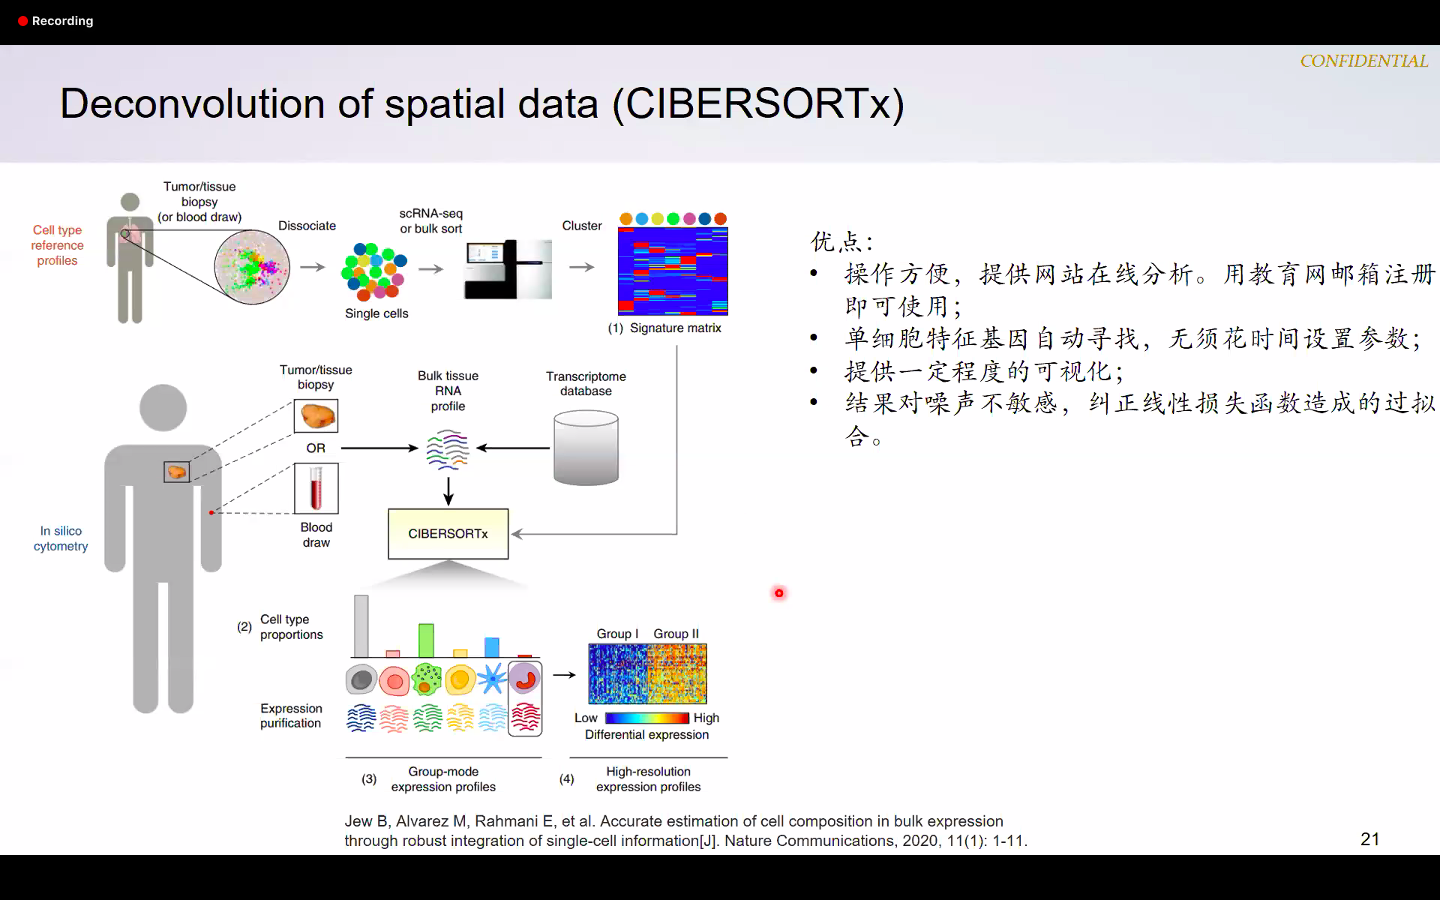 Recording
CONFIDENTIAL
Deconvolution of spatial data (CIBERSORTx)
Cell type
reference
profiles
Tumor/tissue
biopsy
(or blood draw)
Dissociate
Single cells
scRNA-seq
or bulk sort
Cluster
(1) Signature matrix
In silico
cytometry
Tumor/tissue
biopsy
OR
Blood
draw
Bulk tissue
RNA
profile
Transcriptome
database
CIBERSORTx
(2) Cell type
proportions
Expression
purification
Group I Group II
Low High
Differential expression
(3) Group-mode
expression profiles
(4) High-resolution
expression profiles
优点：
• 操作方便，提供网站在线分析。用教育网邮箱注册
即可使用；
• 单细胞特征基因自动寻找，无须花时间设置参数；
• 提供一定程度的可视化；
• 结果对噪声不敏感，纠正线性损失函数造成的过拟
合。
Jew B, Alvarez M, Rahmani E, et al. Accurate estimation of cell composition in bulk expression
through robust integration of single-cell information[J]. Nature Communications, 2020, 11(1): 1-11.
21